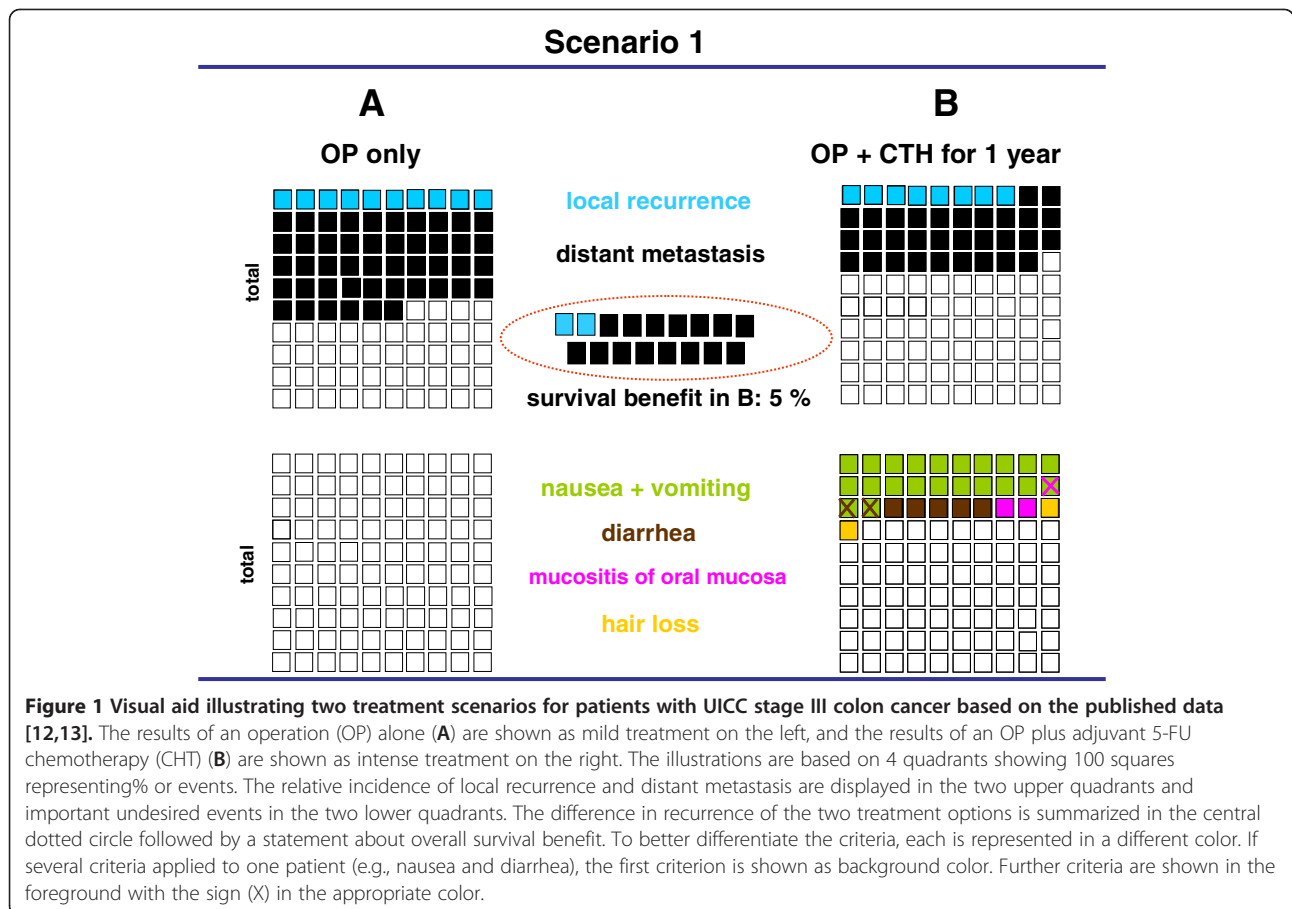 Scenario 1
A
B
OP only
OP + CTH for 1 year
total
local recurrence
distant metastasis
survival benefit in B: 5 %
total
nausea + vomiting
diarrhea
mucositis of oral mucosa
hair loss
Figure 1 Visual aid illustrating two treatment scenarios for patients with UICC stage III colon cancer based on the published data
[12,13]. The results of an operation (OP) alone (A) are shown as mild treatment on the left, and the results of an OP plus adjuvant 5-FU
chemotherapy (CHT) (B) are shown as intense treatment on the right. The illustrations are based on 4 quadrants showing 100 squares
representing% or events. The relative incidence of local recurrence and distant metastasis are displayed in the two upper quadrants and
important undesired events in the two lower quadrants. The difference in recurrence of the two treatment options is summarized in the central
dotted circle followed by a statement about overall survival benefit. To better differentiate the criteria, each is represented in a different color. If
several criteria applied to one patient (e.g., nausea and diarrhea), the first criterion is shown as background color. Further criteria are shown in the
foreground with the sign (X) in the appropriate color.